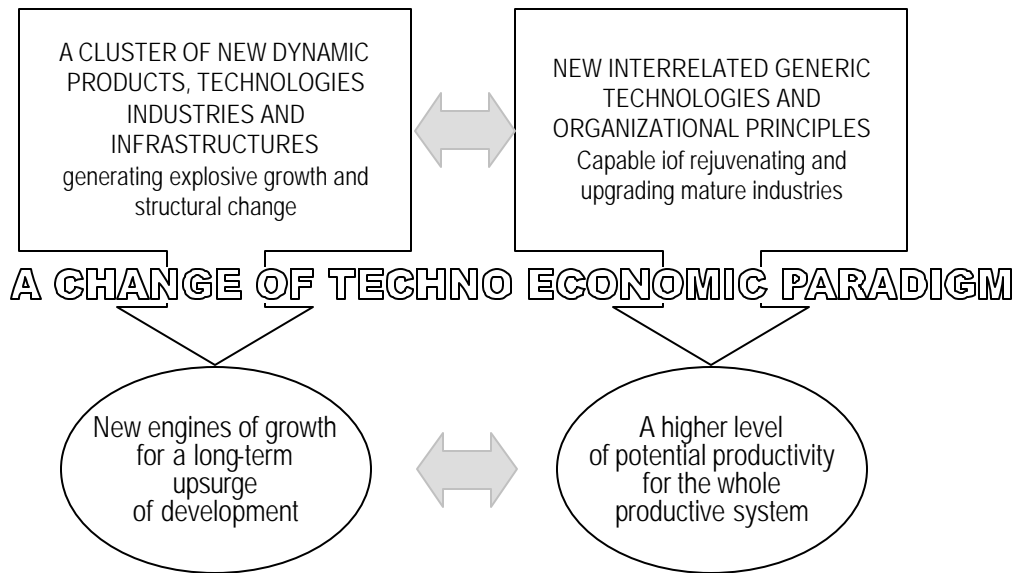 A CLUSTER OF NEW DYNAMIC
PRODUCTS, TECHNOLOGIES
INDUSTRIES AND
INFRASTRUCTURES
generating explosive growth and
structural change
NEW INTERRELATED GENERIC
TECHNOLOGIES AND
ORGANIZATIONAL PRINCIPLES
Capable iof rejuvenating and
upgrading mature industries
A CHANGE OF TECHNO ECONOMIC PARADIGM
New engines of growth
for a long-term
upsurge
of development
A higher level
of potential productivity
for the whole
productive system